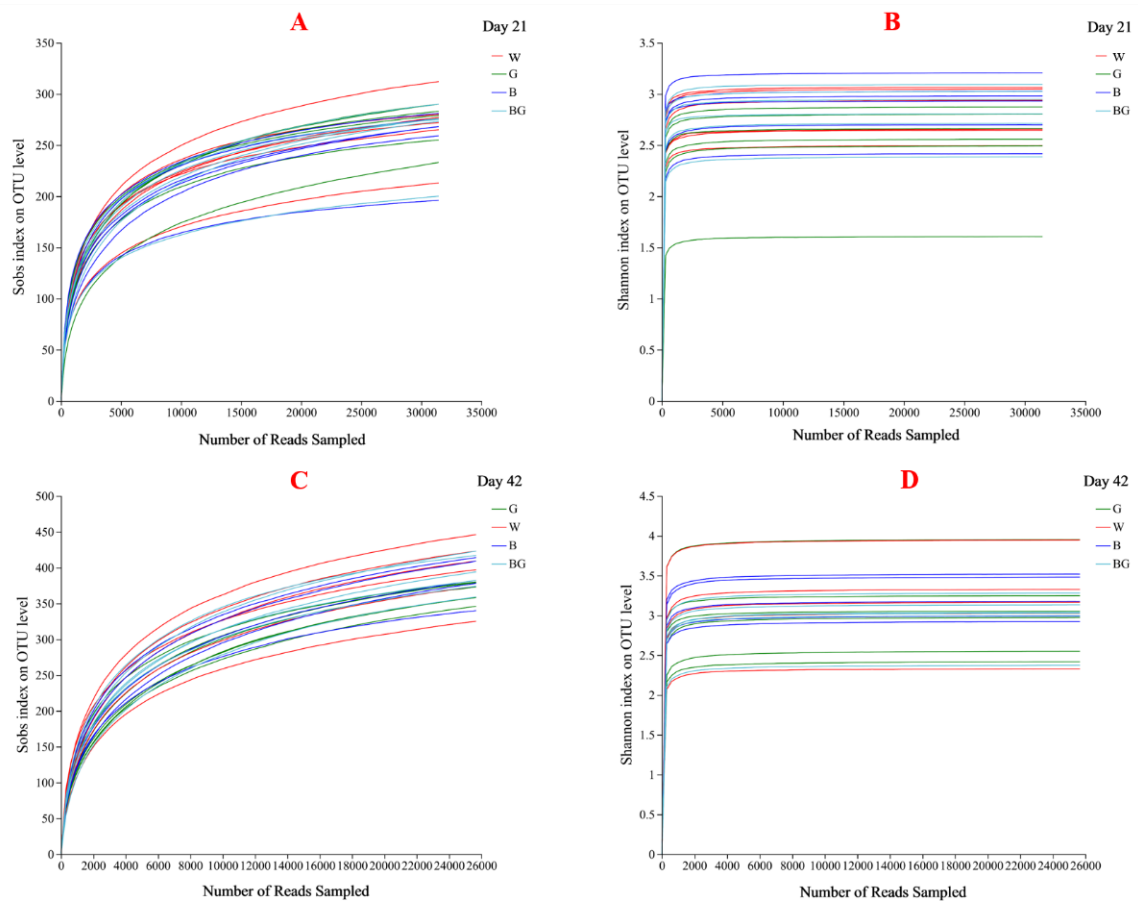 A
Day 21
W
G
B
BG
350
300
250
200
150
100
50
0
Sobs index on OTU level
0 5000 10000 15000 20000 25000 30000 35000
Number of Reads Sampled
B
Day 21
W
G
B
BG
3.5
3
2.5
2
1.5
1
0.5
0
Shannon index on OTU level
0 5000 10000 15000 20000 25000 30000 35000
Number of Reads Sampled
C
Day 42
G
W
B
BG
500
450
400
350
300
250
200
150
100
50
0
Sobs index on OTU level
0 2000 4000 6000 8000 10000 12000 14000 16000 18000 20000 22000 24000 26000
Number of Reads Sampled
D
Day 42
G
W
B
BG
4.5
4
3.5
3
2.5
2
1.5
1
0.5
0
Shannon index on OTU level
0 2000 4000 6000 8000 10000 12000 14000 16000 18000 20000 22000 24000 26000
Number of Reads Sampled